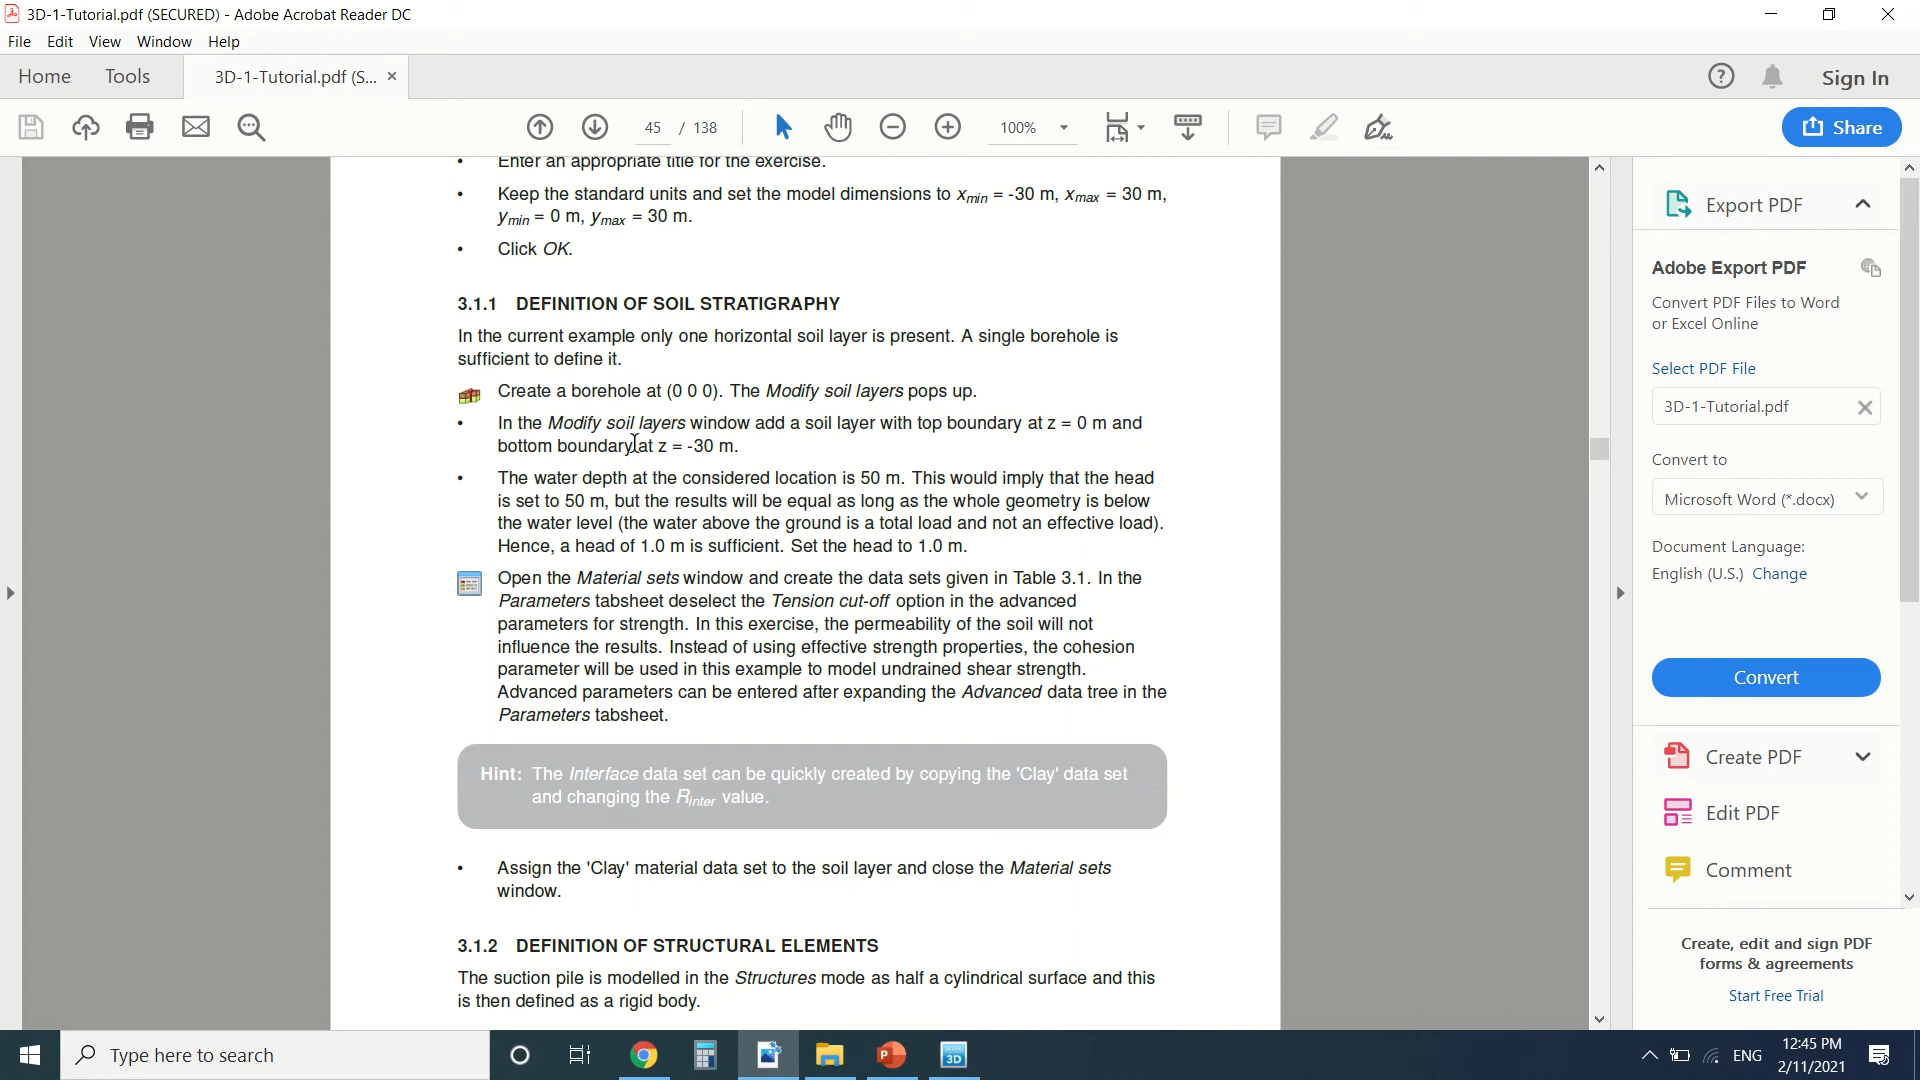 3D-1-Tutorial.pdf (SECURED) - Adobe Acrobat Reader DC
File Edit View Window Help
Home Tools 3D-1-Tutorial.pdf (S... × Sign In
45 / 138 100% Share
Enter an appropriate title for the exercise.
• Keep the standard units and set the model dimensions to xmin = -30 m, xmax = 30 m,
ymin = 0 m, ymax = 30 m.
• Click OK.
3.1.1 DEFINITION OF SOIL STRATIGRAPHY
In the current example only one horizontal soil layer is present. A single borehole is
sufficient to define it.
Create a borehole at (0 0 0). The Modify soil layers pops up.
• In the Modify soil layers window add a soil layer with top boundary at z = 0 m and
bottom boundary at z = -30 m.
• The water depth at the considered location is 50 m. This would imply that the head
is set to 50 m, but the results will be equal as long as the whole geometry is below
the water level (the water above the ground is a total load and not an effective load).
Hence, a head of 1.0 m is sufficient. Set the head to 1.0 m.
Open the Material sets window and create the data sets given in Table 3.1. In the
Parameters tabsheet deselect the Tension cut-off option in the advanced
parameters for strength. In this exercise, the permeability of the soil will not
influence the results. Instead of using effective strength properties, the cohesion
parameter will be used in this example to model undrained shear strength.
Advanced parameters can be entered after expanding the Advanced data tree in the
Parameters tabsheet.
Hint: The Interface data set can be quickly created by copying the 'Clay' data set
and changing the Rinter value.
• Assign the 'Clay' material data set to the soil layer and close the Material sets
window.
3.1.2 DEFINITION OF STRUCTURAL ELEMENTS
The suction pile is modelled in the Structures mode as half a cylindrical surface and this
is then defined as a rigid body.
Export PDF
Adobe Export PDF
Convert PDF Files to Word
or Excel Online
Select PDF File
3D-1-Tutorial.pdf
Convert to
Microsoft Word (*.docx)
Document Language:
English (U.S.) Change
Convert
Create PDF
Edit PDF
Comment
Create, edit and sign PDF
forms & agreements
Start Free Trial
Type here to search
3D
ENG
12:45 PM
2/11/2021